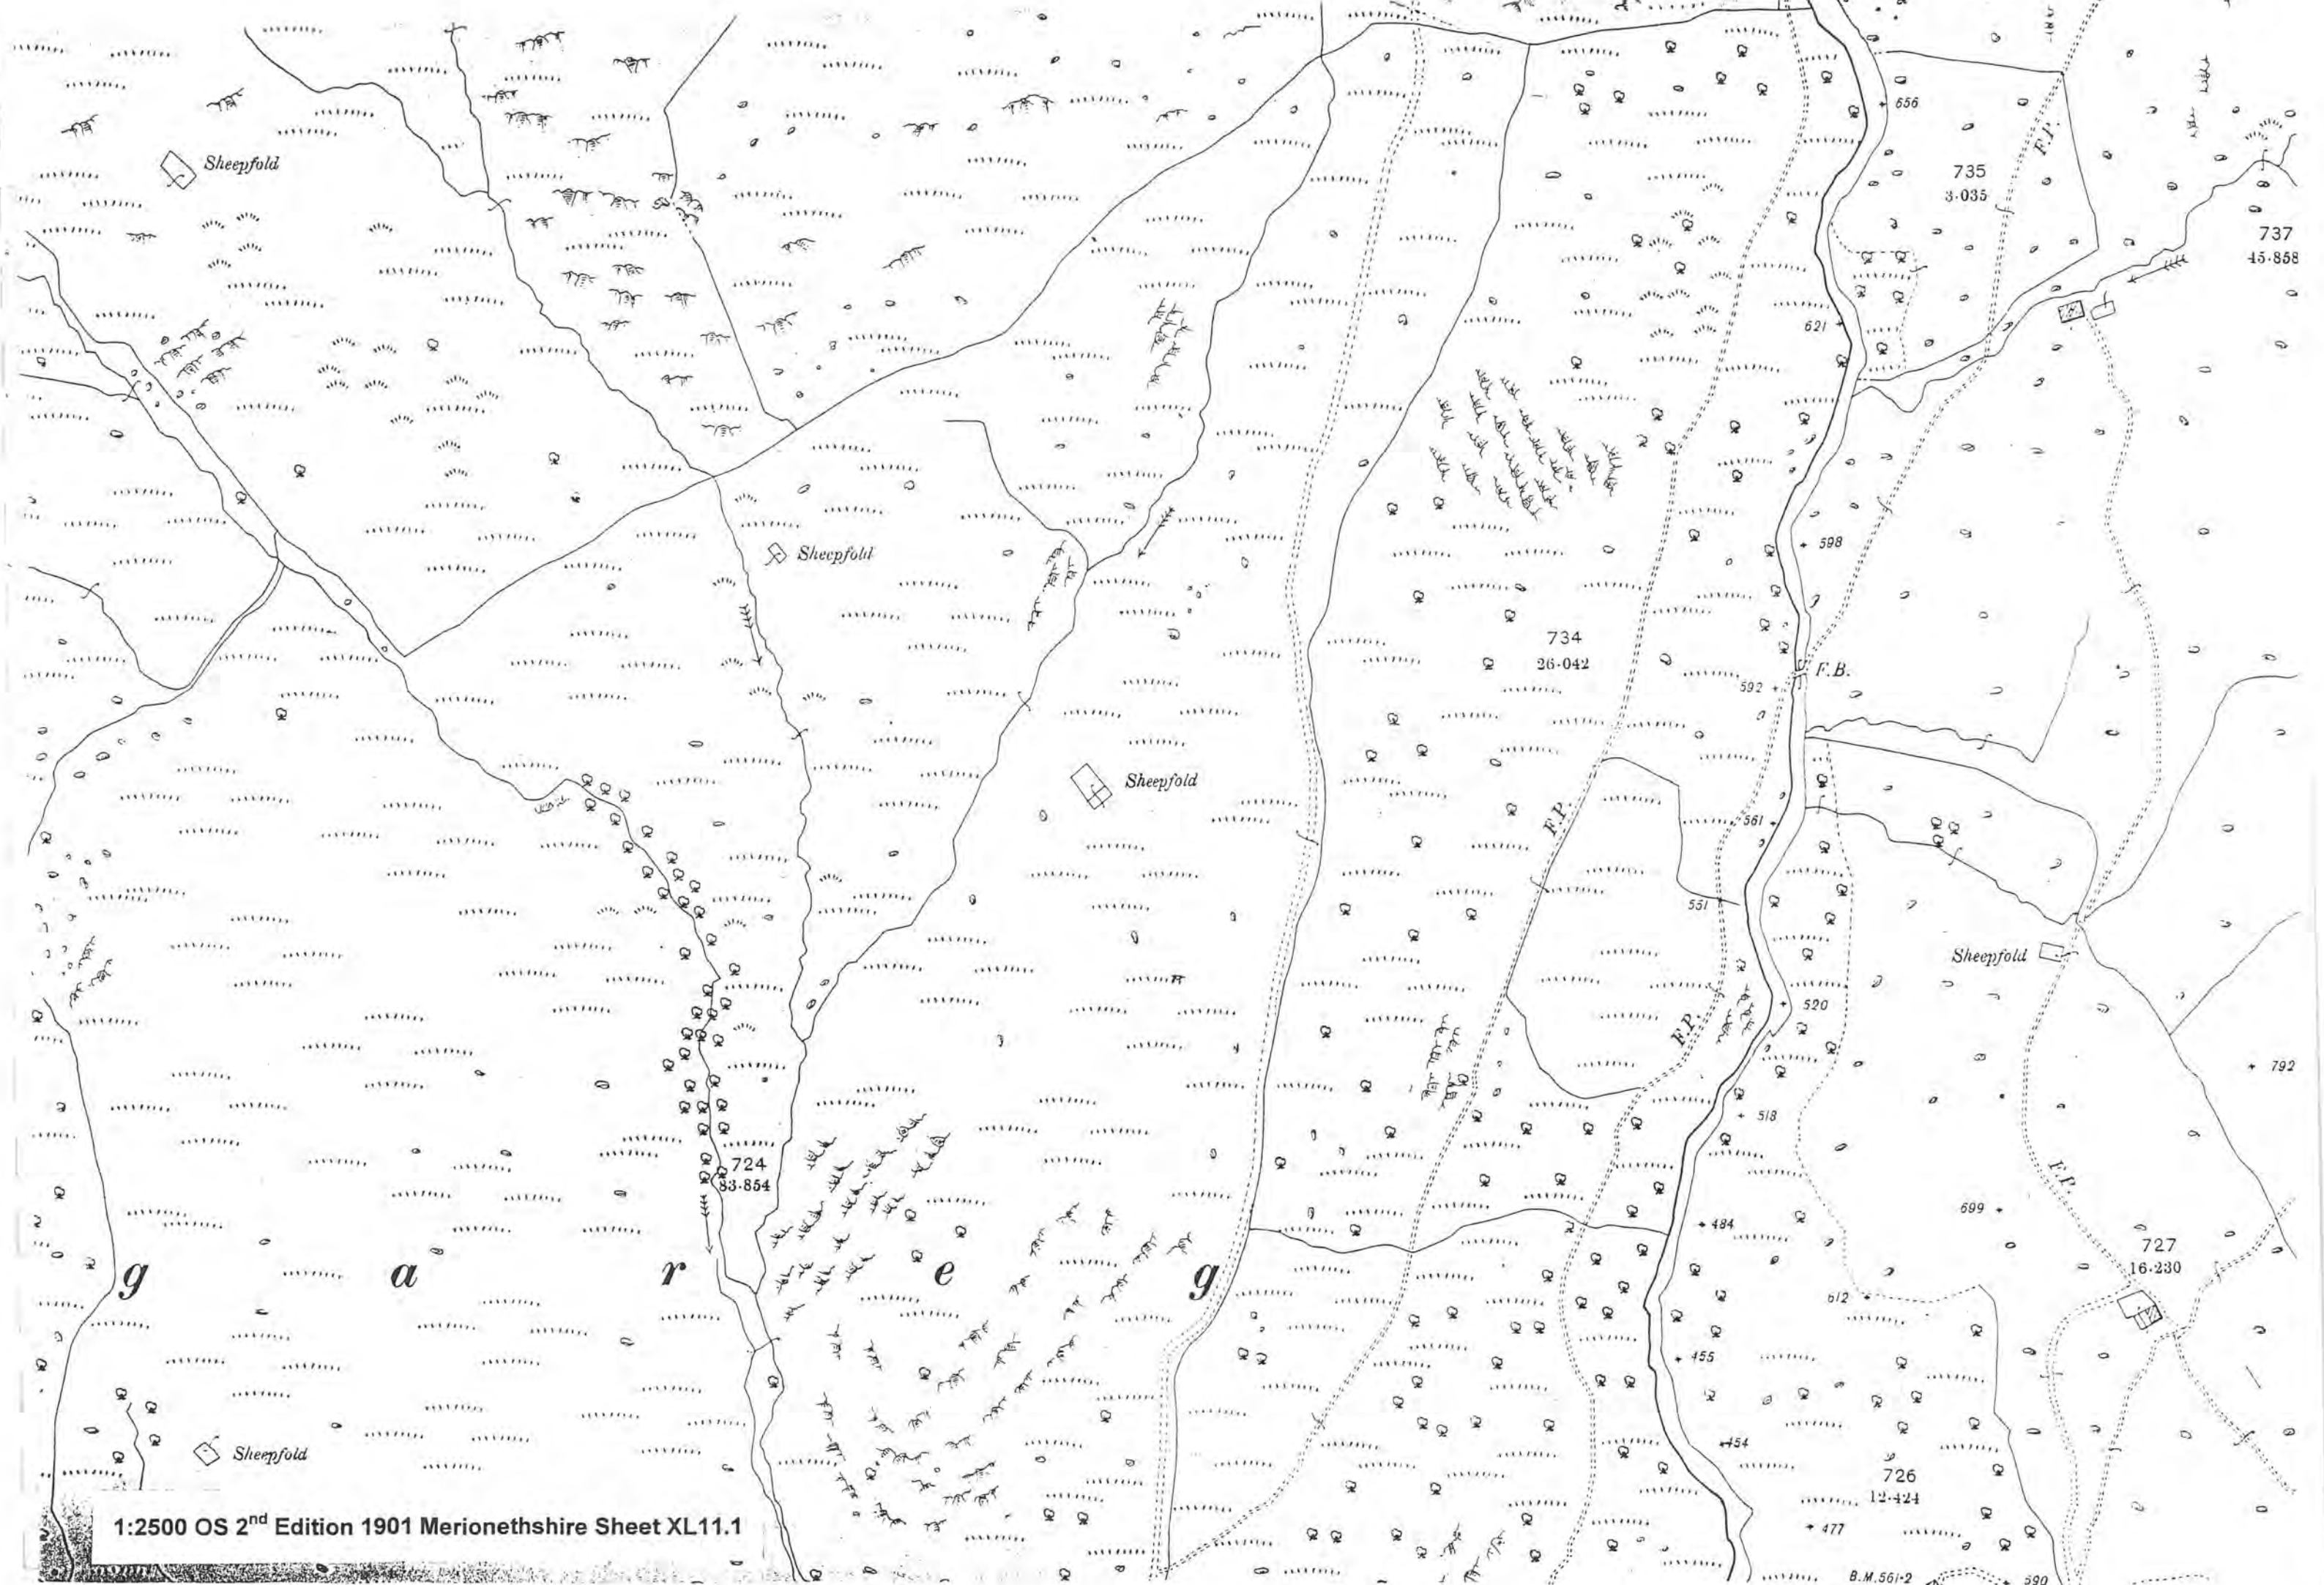 656
F.P.
Sheepfold
735
3·035
737
45·858
621
598
Sheepfold
734
26·042
F.B.
592
Sheepfold
F.P.
561
551
Sheepfold
520
F.P.
792
518
724
83·854
F.P.
699
484
727
16·230
g a r e g
612
455
454
Sheepfold
726
12·424
477
1:2500 OS 2nd Edition 1901 Merionethshire Sheet XL11.1
B.M.561·2
590